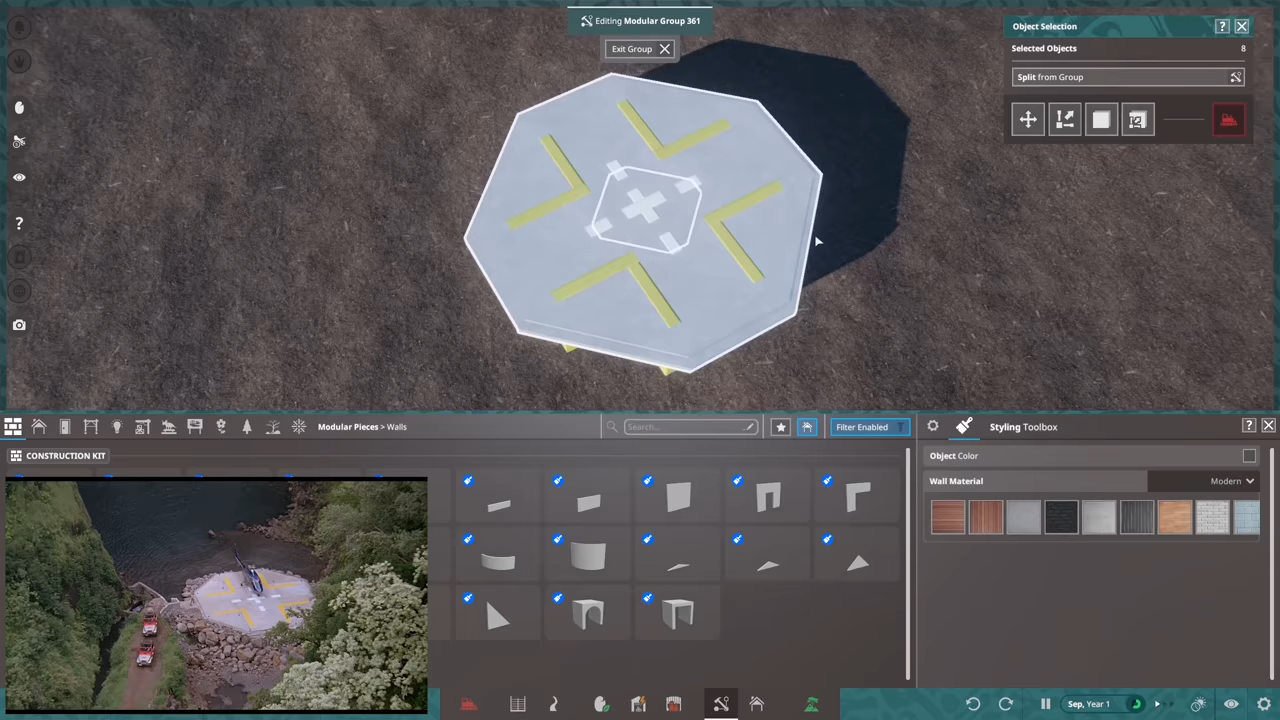 Editing Modular Group 361
Exit Group
Object Selection
?
Selected Objects 8
Split from Group
?
Modular Pieces > Walls
Search...
Filter Enabled
Styling Toolbox
?
CONSTRUCTION KIT
Object Color
Wall Material Modern
Sep, Year 1